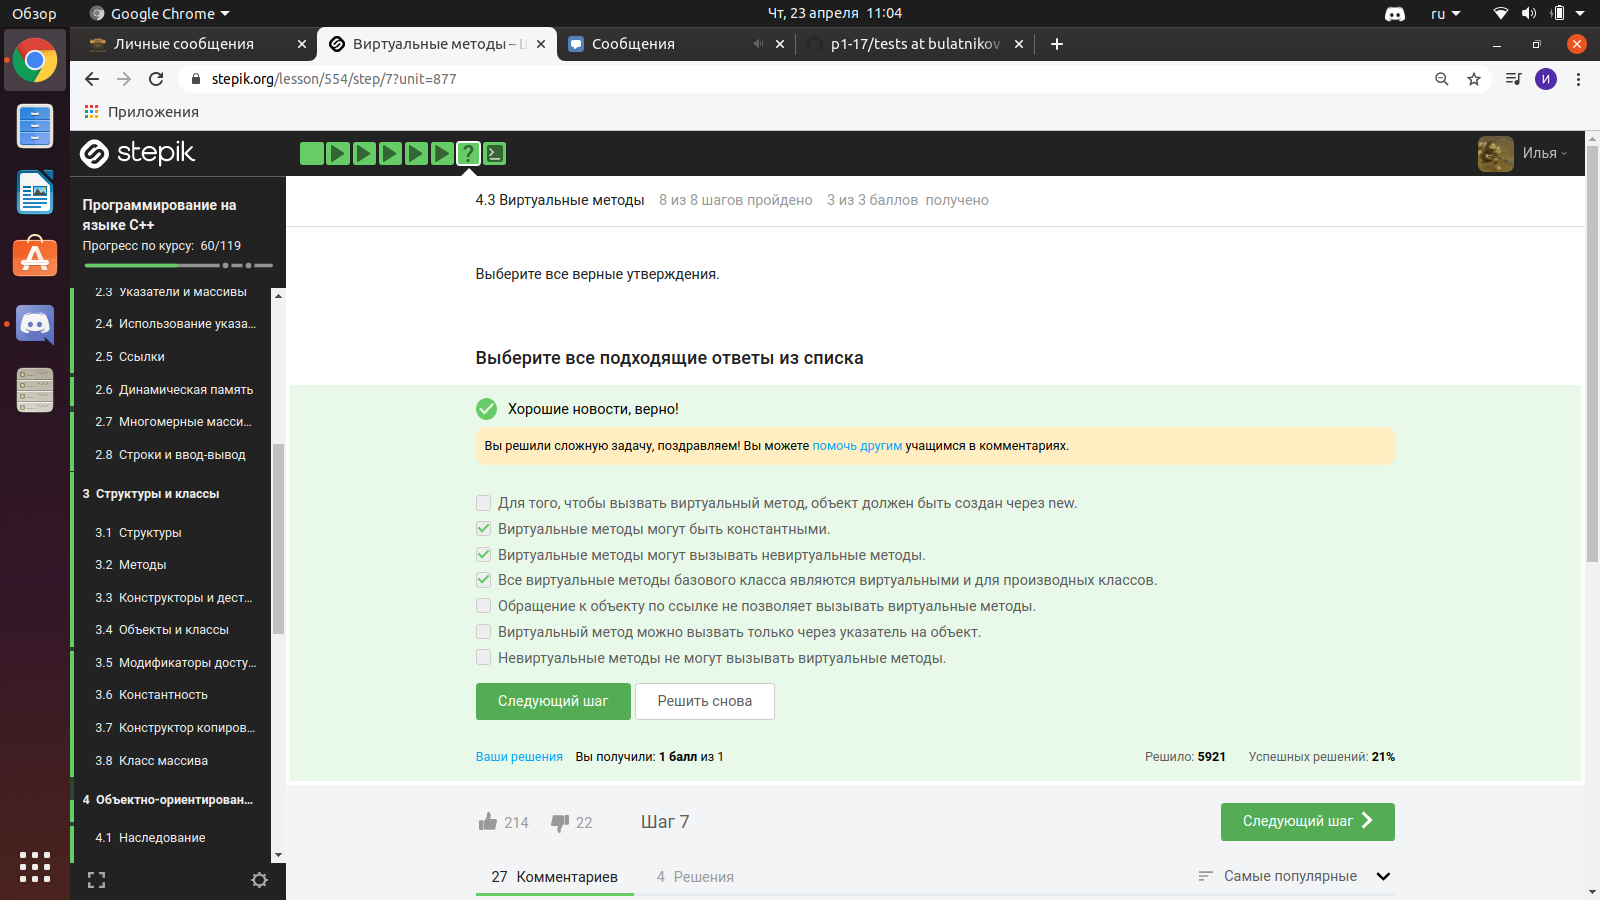 Обзор
Google Chrome
Чт, 23 апреля 11:04
ru
Личные сообщения
Виртуальные методы – Ш
Сообщения
p1-17/tests at bulatnikov
stepik.org/lesson/554/step/7?unit=877
И
Приложения
stepik
Илья
Программирование на
языке C++
Прогресс по курсу: 60/119
2.3 Указатели и массивы
2.4 Использование указа...
2.5 Ссылки
2.6 Динамическая память
2.7 Многомерные масси...
2.8 Строки и ввод-вывод
3 Структуры и классы
3.1 Структуры
3.2 Методы
3.3 Конструкторы и дест...
3.4 Объекты и классы
3.5 Модификаторы досту...
3.6 Константность
3.7 Конструктор копиров...
3.8 Класс массива
4 Объектно-ориентирован...
4.1 Наследование
4.3 Виртуальные методы 8 из 8 шагов пройдено 3 из 3 баллов получено
Выберите все верные утверждения.
Выберите все подходящие ответы из списка
Хорошие новости, верно!
Вы решили сложную задачу, поздравляем! Вы можете помочь другим учащимся в комментариях.
Для того, чтобы вызвать виртуальный метод, объект должен быть создан через new.
Виртуальные методы могут быть константными.
Виртуальные методы могут вызывать невиртуальные методы.
Все виртуальные методы базового класса являются виртуальными и для производных классов.
Обращение к объекту по ссылке не позволяет вызывать виртуальные методы.
Виртуальный метод можно вызвать только через указатель на объект.
Невиртуальные методы не могут вызывать виртуальные методы.
Следующий шаг Решить снова
Ваши решения Вы получили: 1 балл из 1 Решило: 5921 Успешных решений: 21%
214 22 Шаг 7 Следующий шаг
27 Комментариев 4 Решения Самые популярные